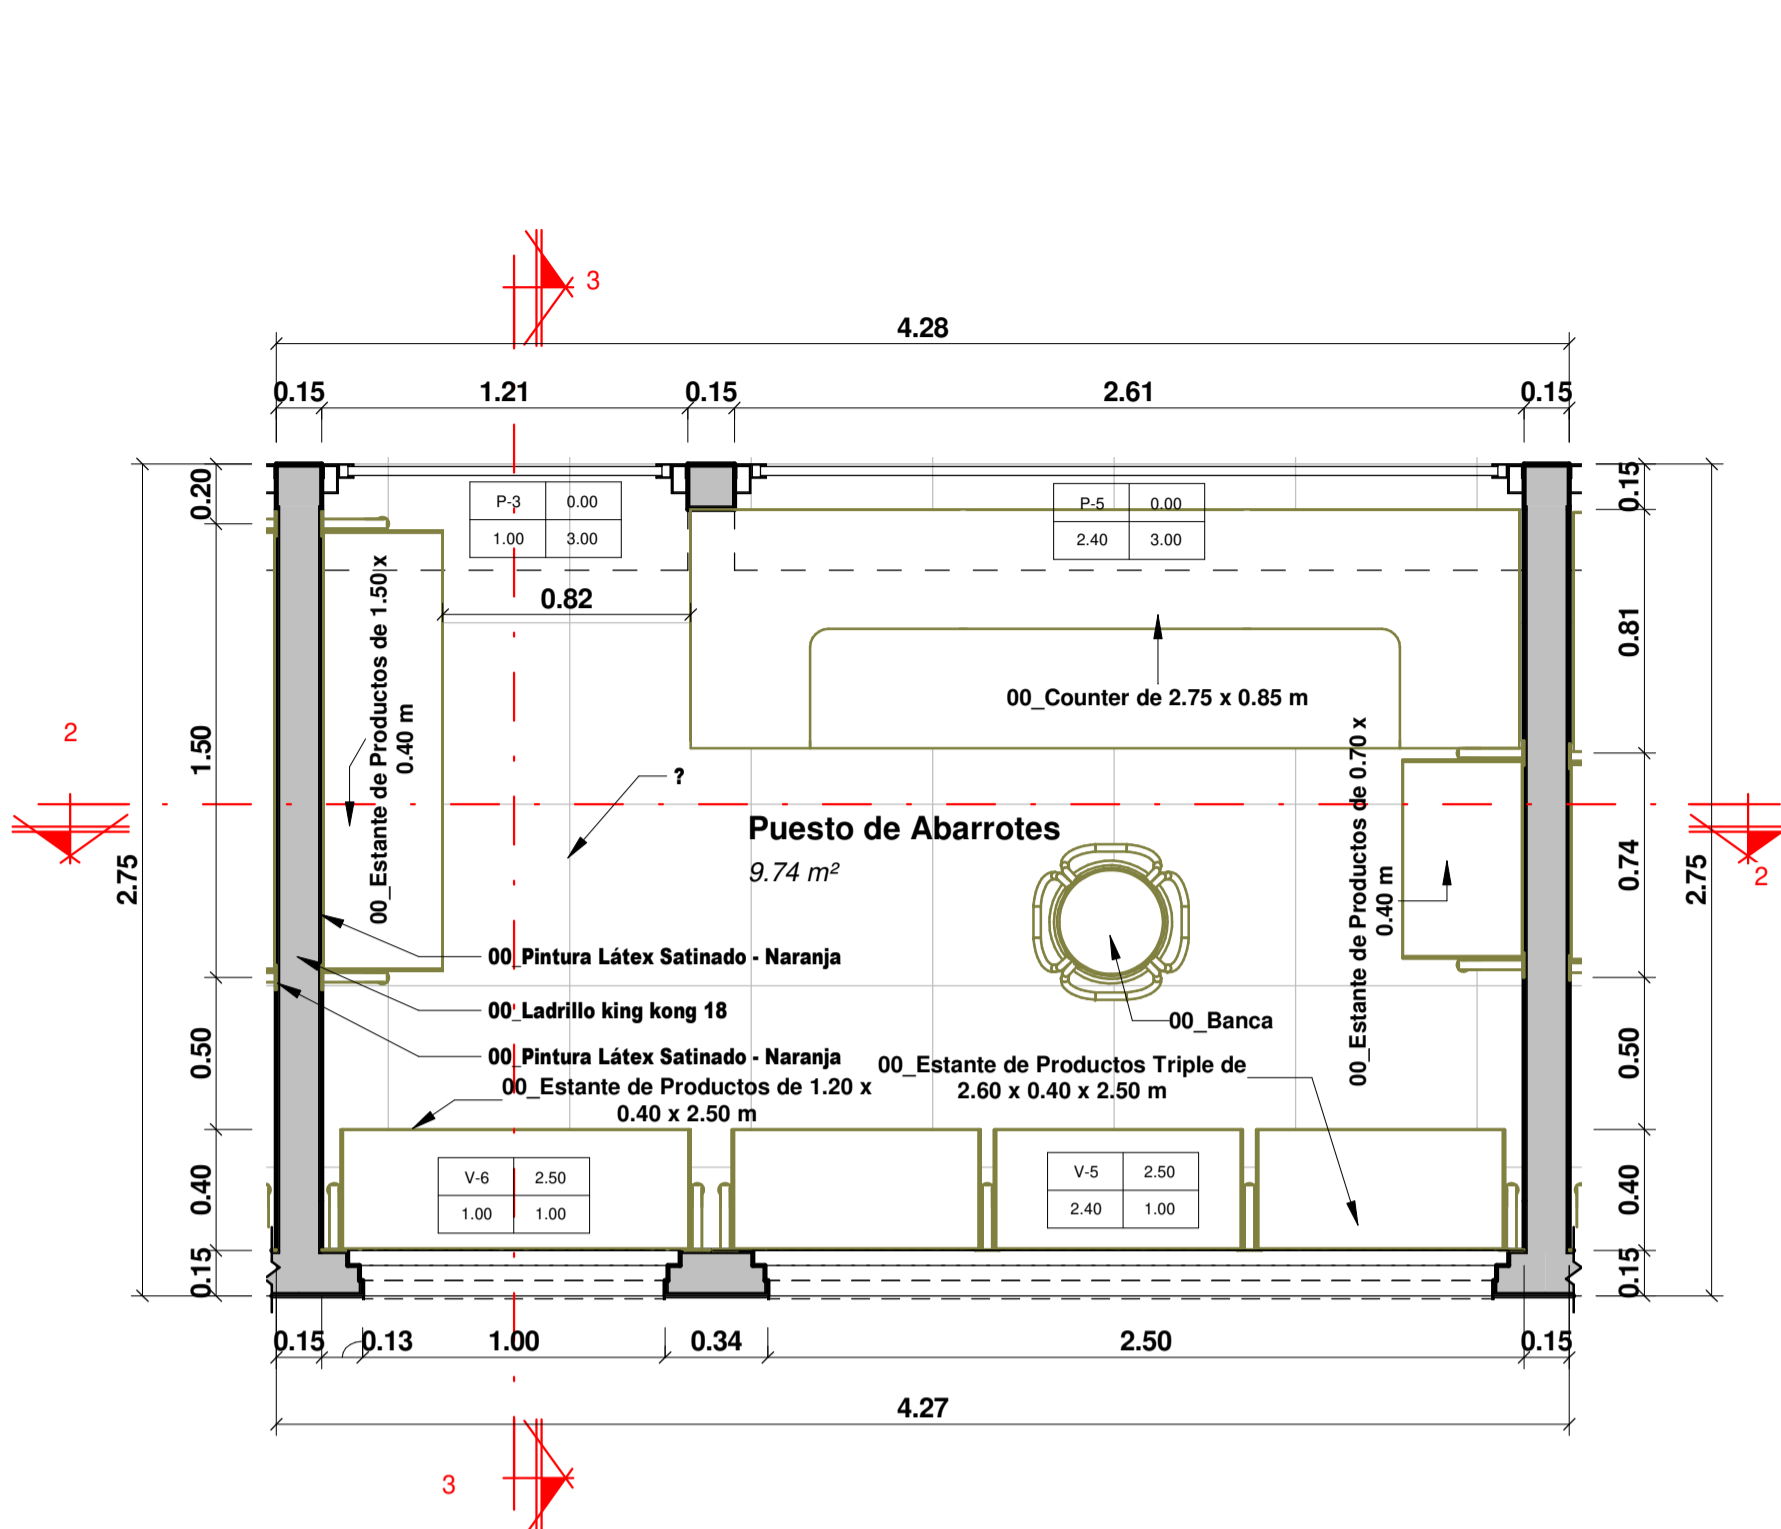 3
4.28
0.15
1.21
0.15
2.61
0.15
0.20
0.15
P-3
0.00
1.00
3.00
P-5
0.00
2.40
3.00
0.82
0.81
00_Estante de Productos de 1.50 x
0.40 m
00_Counter de 2.75 x 0.85 m
2
1.50
?
00_Estante de Productos de 0.70 x
0.40 m
Puesto de Abarrotes
9.74 m²
2.75
0.74
2.75
2
00_Pintura Látex Satinado - Naranja
00_Ladrillo king kong 18
00_Banca
0.50
0.50
00_Pintura Látex Satinado - Naranja
00_Estante de Productos de 1.20 x
0.40 x 2.50 m
00_Estante de Productos Triple de
2.60 x 0.40 x 2.50 m
V-6
2.50
1.00
1.00
V-5
2.50
2.40
1.00
0.40
0.40
0.15
0.15
0.15
0.13
1.00
0.34
2.50
0.15
4.27
3